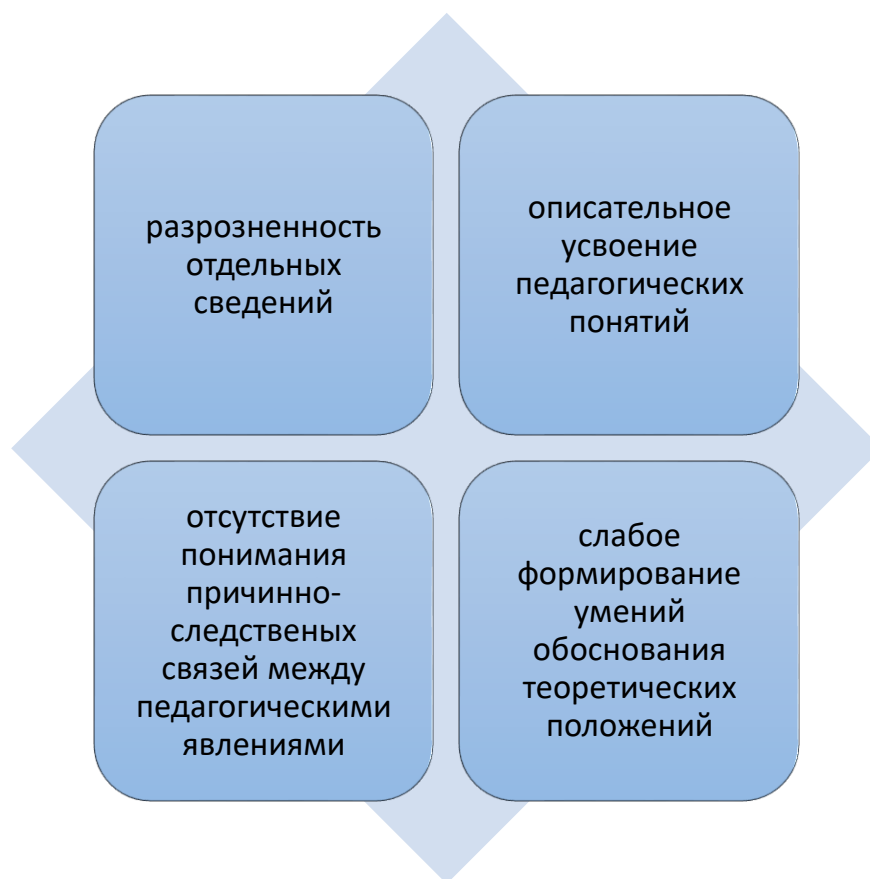 разрозненность
отдельных
сведений
описательное
усвоение
педагогических
понятий
отсутствие
понимания
причинно-
следственых
связей между
педагогическими
явлениями
слабое
формирование
умений
обоснования
теоретических
положений